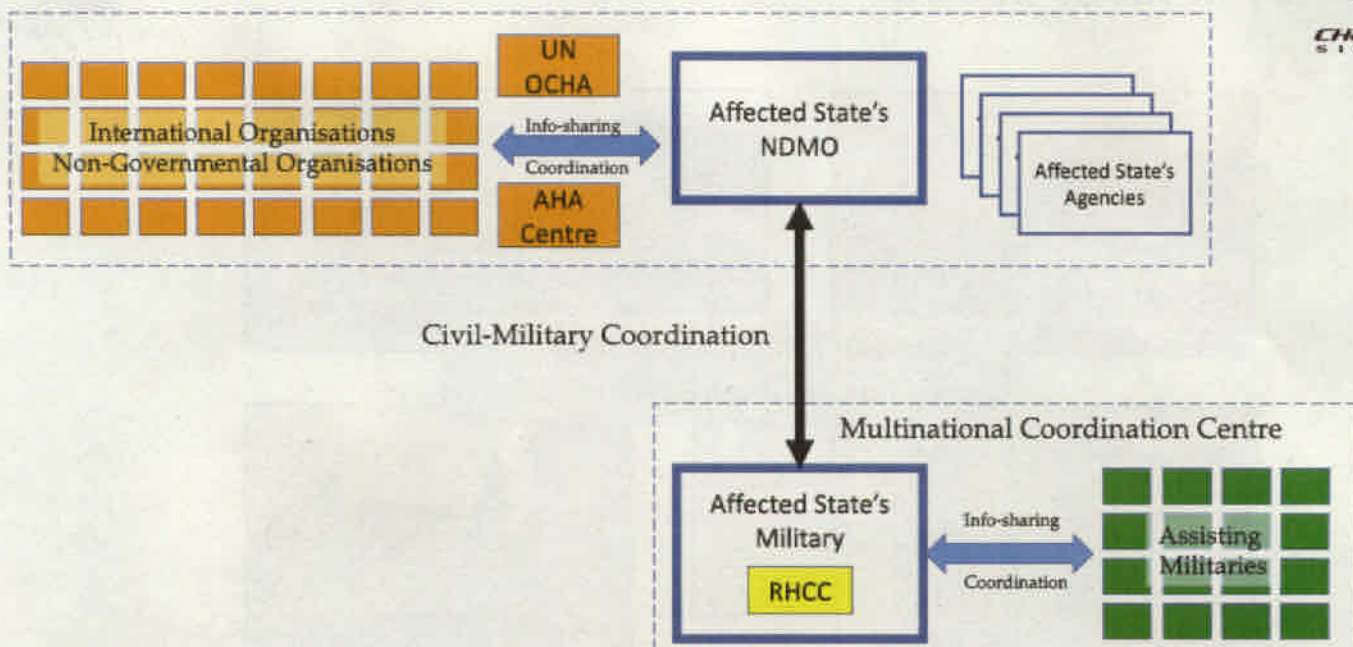 UN
OCHA
International Organisations
Non-Governmental Organisations
Info-sharing
Coordination
AHA
Centre
Affected State's
NDMO
Affected State's
Agencies
Civil-Military Coordination
Multinational Coordination Centre
Affected State's
Military
RHCC
Info-sharing
Coordination
Assisting
Militaries